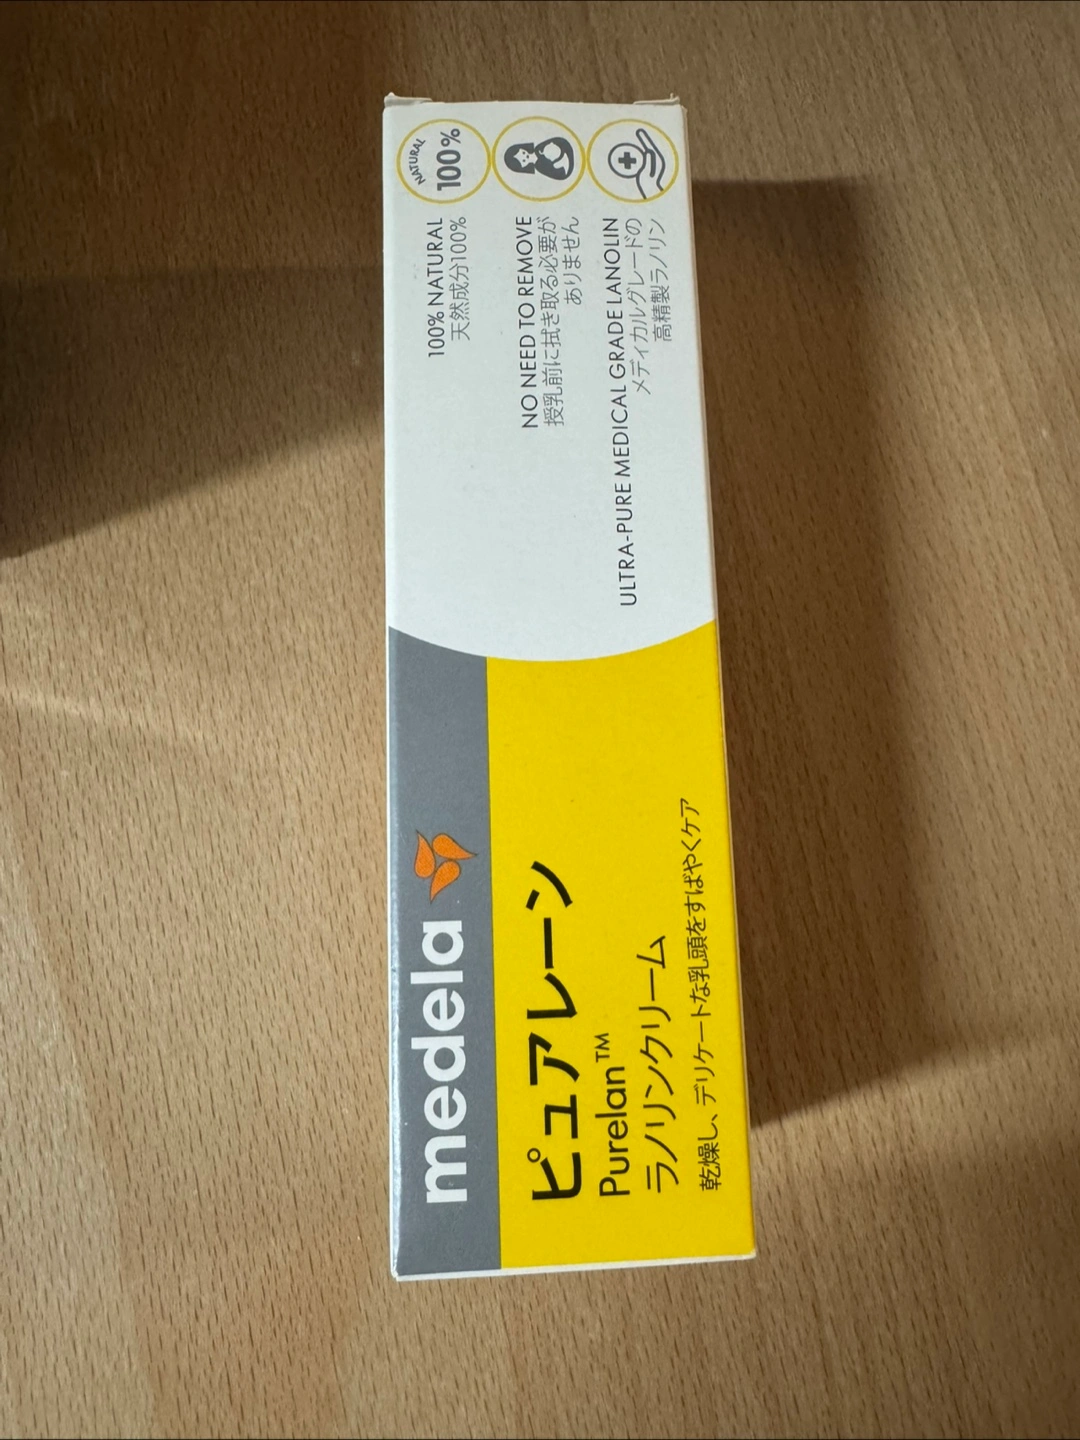 medela
ピュアレーン
Purelan™
ラノリンクリーム
乾燥し、デリケートな乳頭をすばやくケア
NATURAL
100%
100% NATURAL
天然成分100%
NO NEED TO REMOVE
授乳前に拭き取る必要が
ありません
ULTRA-PURE MEDICAL GRADE LANOLIN
メディカルグレードの
高精製ラノリン